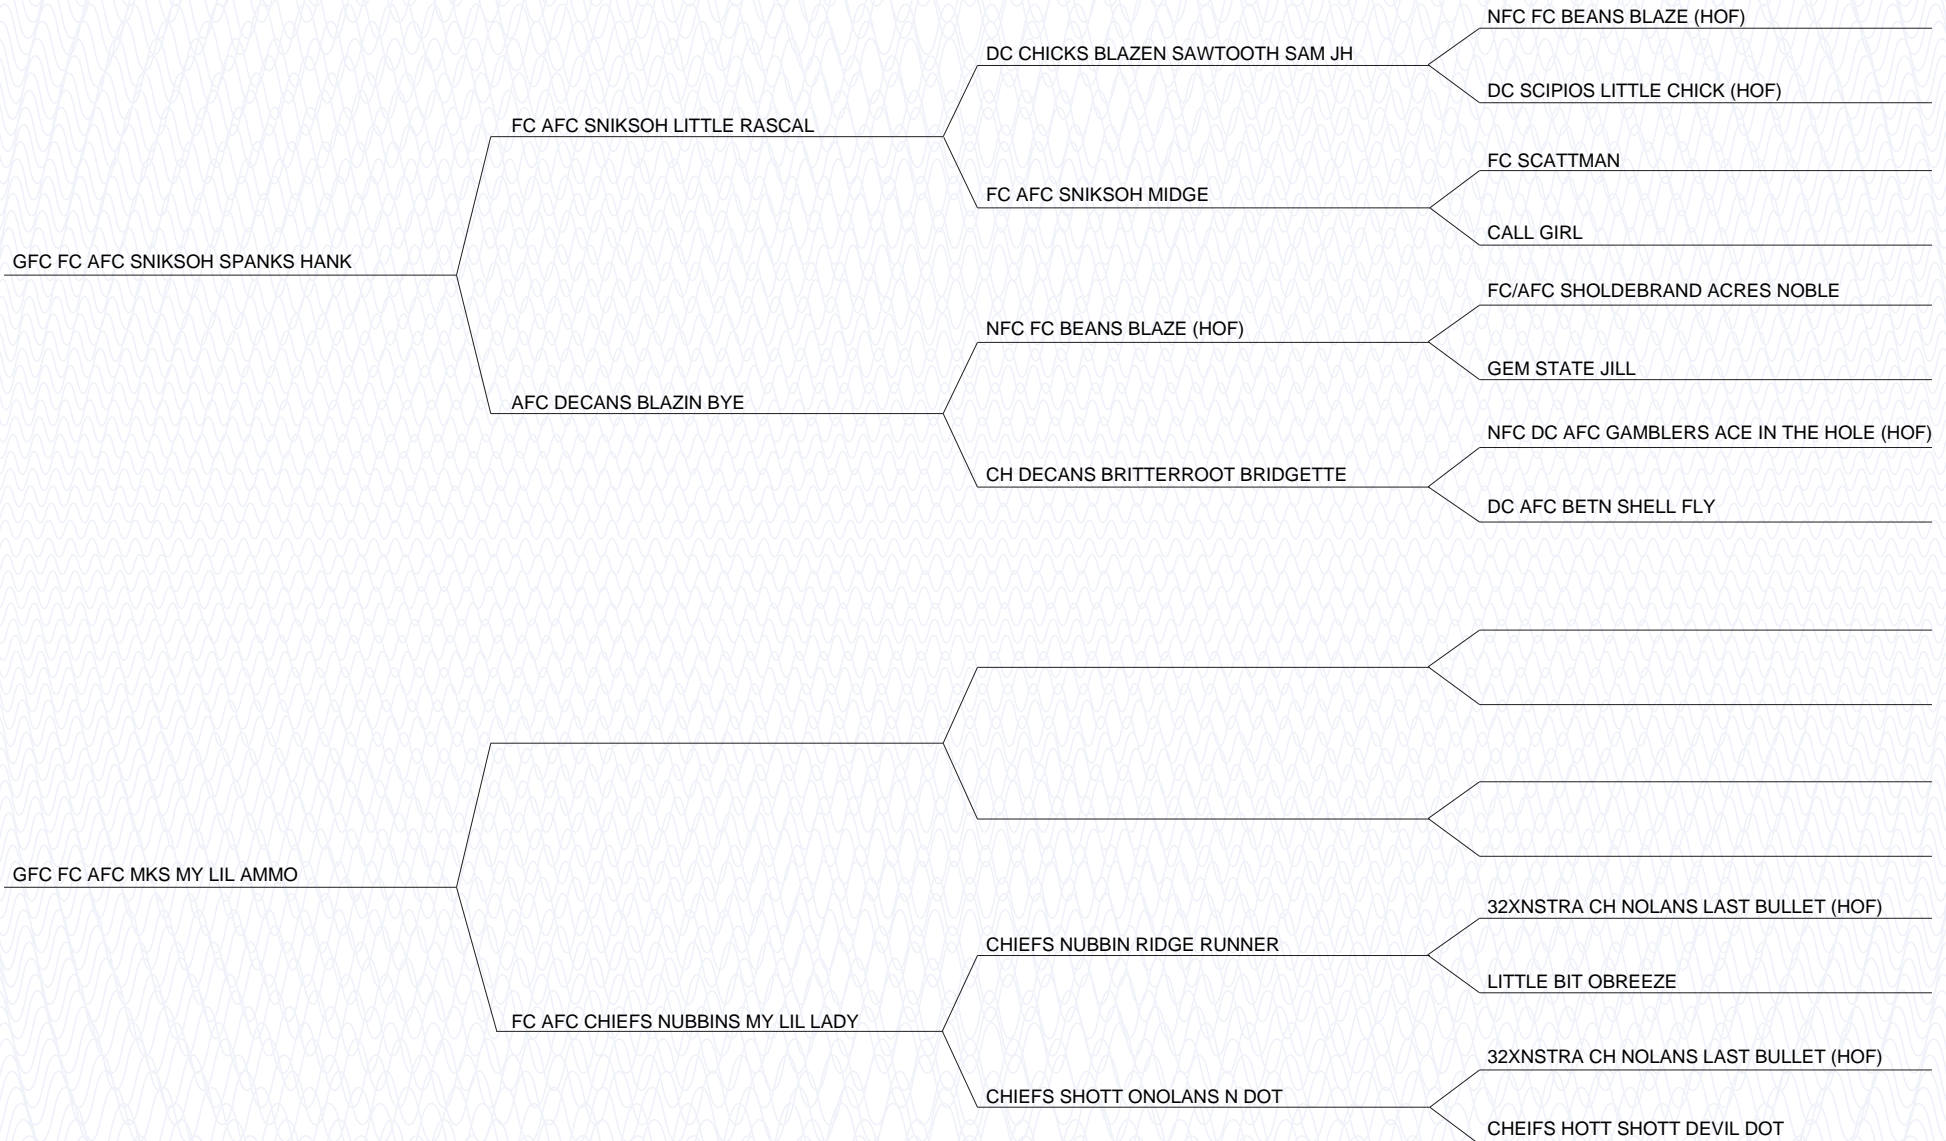 NFC FC BEANS BLAZE (HOF)
DC CHICKS BLAZEN SAWTOOTH SAM JH
DC SCIPIOS LITTLE CHICK (HOF)
FC AFC SNIKSOH LITTLE RASCAL
FC SCATTMAN
FC AFC SNIKSOH MIDGE
CALL GIRL
GFC FC AFC SNIKSOH SPANKS HANK
FC/AFC SHOLDEBRAND ACRES NOBLE
NFC FC BEANS BLAZE (HOF)
GEM STATE JILL
AFC DECANS BLAZIN BYE
NFC DC AFC GAMBLERS ACE IN THE HOLE (HOF)
CH DECANS BRITTERROOT BRIDGETTE
DC AFC BETN SHELL FLY
GFC FC AFC MKS MY LIL AMMO
32XNSTRA CH NOLANS LAST BULLET (HOF)
CHIEFS NUBBIN RIDGE RUNNER
LITTLE BIT OBREEZE
FC AFC CHIEFS NUBBINS MY LIL LADY
32XNSTRA CH NOLANS LAST BULLET (HOF)
CHIEFS SHOTT ONOLANS N DOT
CHEIFS HOTT SHOTT DEVIL DOT